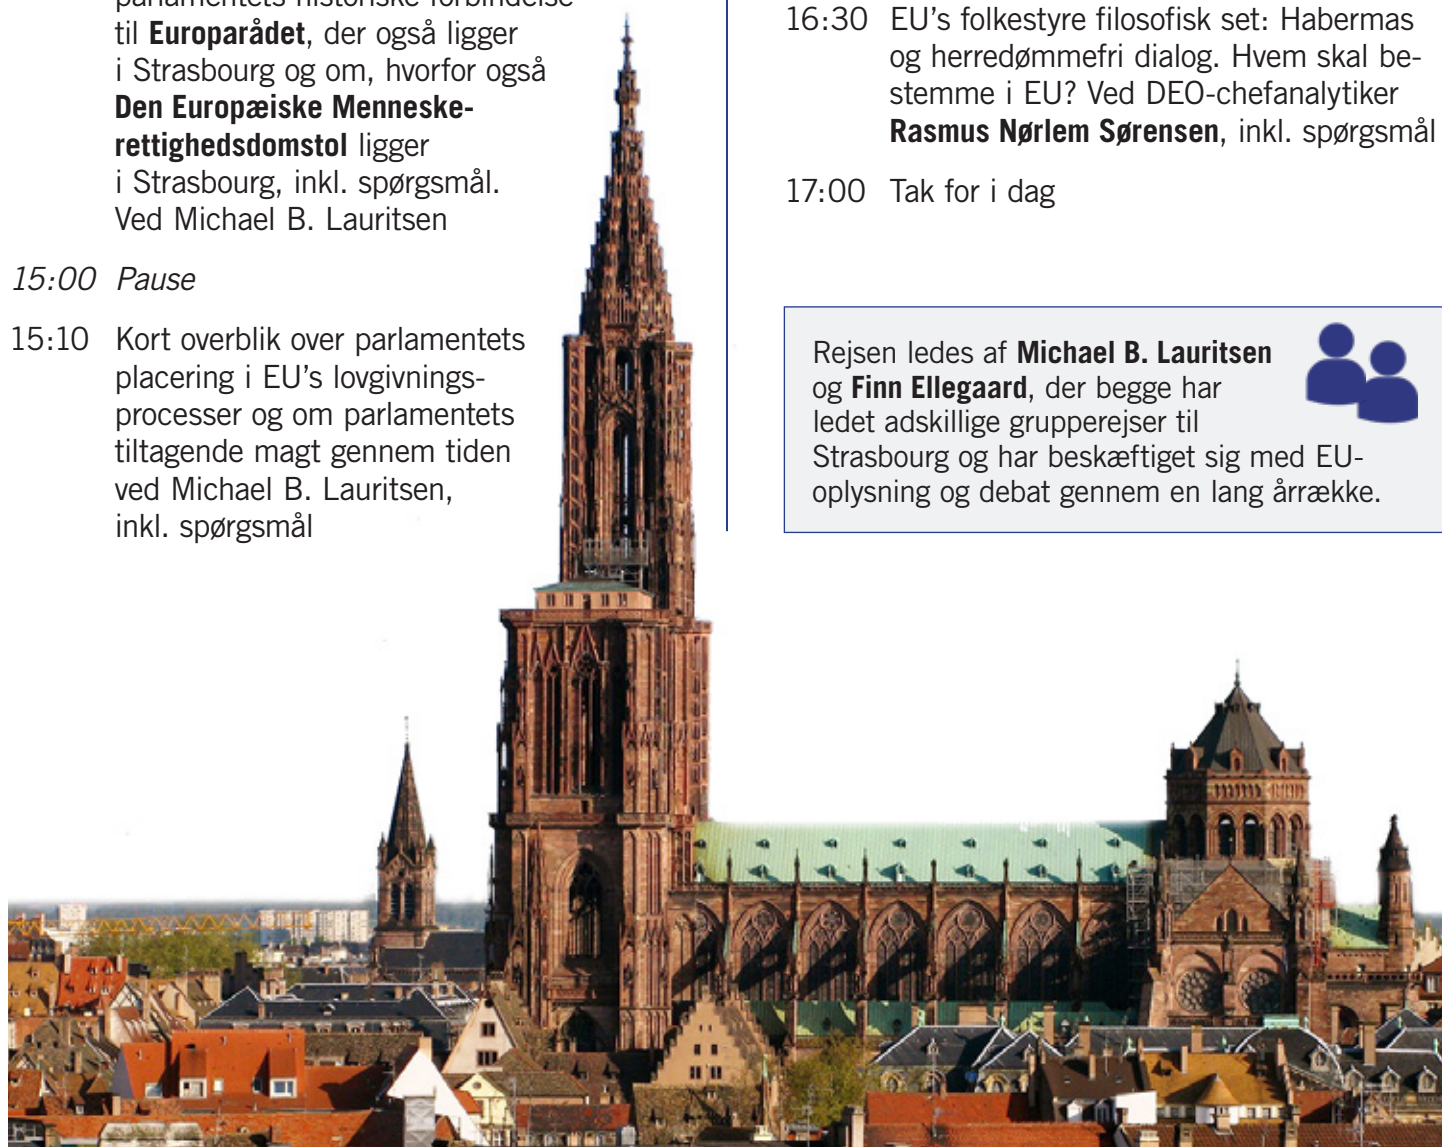 parlamentets historiske forbindelse
til Europarådet, der også ligger
i Strasbourg og om, hvorfor også
Den Europæiske Menneske-
rettighedsdomstol ligger
i Strasbourg, inkl. spørgsmål.
Ved Michael B. Lauritsen
15:00 Pause
15:10 Kort overblik over parlamentets
placering i EU’s lovgivnings-
processer og om parlamentets
tiltagende magt gennem tiden
ved Michael B. Lauritsen,
inkl. spørgsmål
16:30 EU’s folkestyre filosofisk set: Habermas
og herredømmefri dialog. Hvem skal be-
stemme i EU? Ved DEO-chefanalytiker
Rasmus Nørlem Sørensen, inkl. spørgsmål
17:00 Tak for i dag
Rejsen ledes af Michael B. Lauritsen
og Finn Ellegaard, der begge har
ledet adskillige grupperejser til
Strasbourg og har beskæftiget sig med EU-
oplysning og debat gennem en lang årrække.